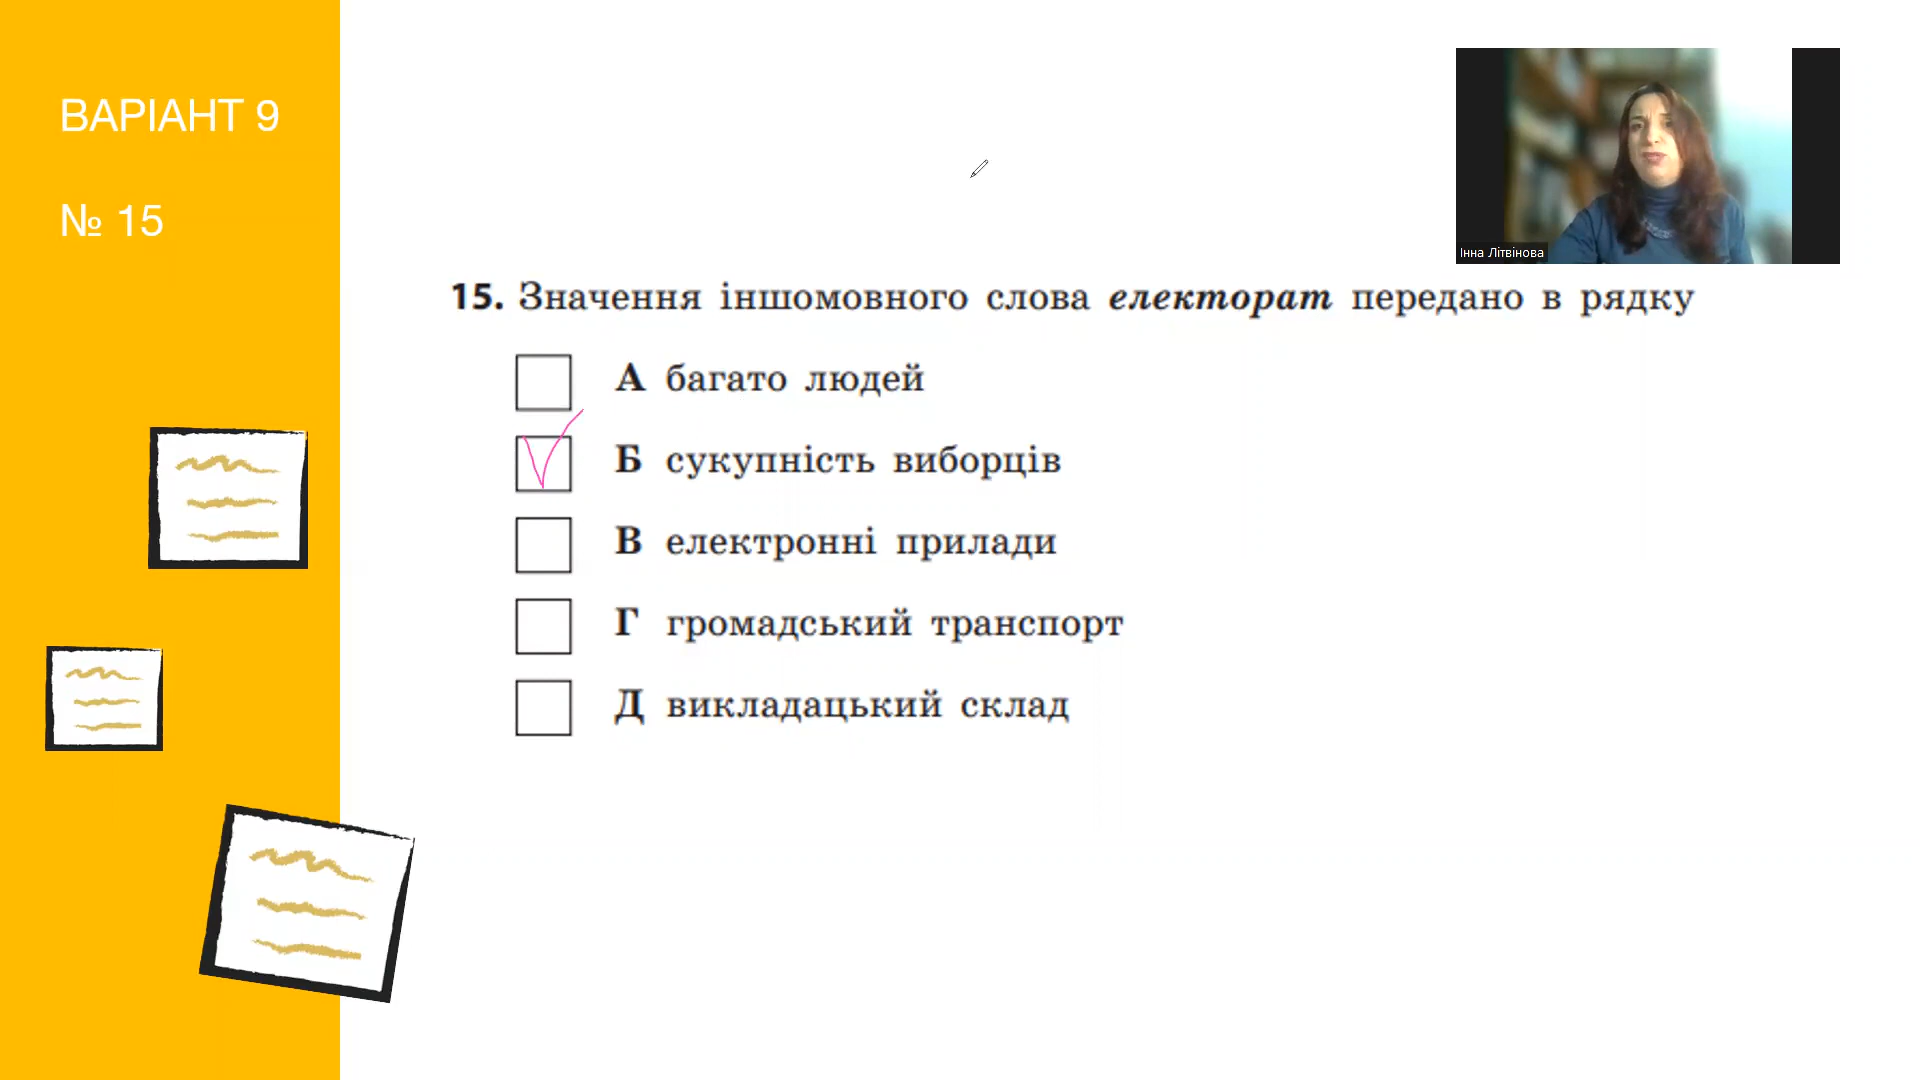 ВАРІАНТ 9
№ 15
Інна Літвінова
15. Значення іншомовного слова електорат передано в рядку
А багато людей
Б сукупність виборців
В електронні прилади
Г громадський транспорт
Д викладацький склад